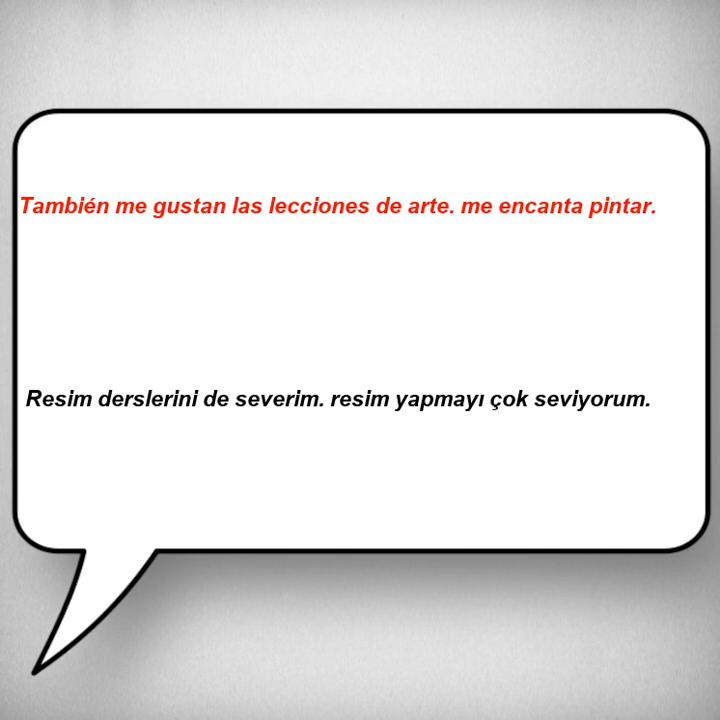 También me gustan las lecciones de arte. me encanta pintar.
Resim derslerini de severim. resim yapmayı çok seviyorum.